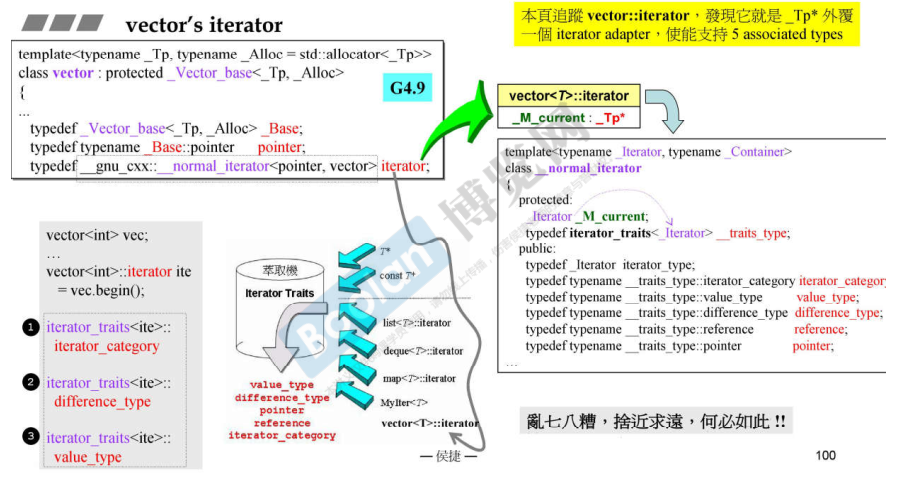 vector's iterator
本頁追蹤 vector::iterator，發現它就是 _Tp* 外覆
一個 iterator adapter，使能支持 5 associated types
template<typename _Tp, typename _Alloc = std::allocator<_Tp>>
class vector : protected _Vector_base<_Tp, _Alloc>
{
G4.9
...
typedef _Vector_base<_Tp, _Alloc> _Base;
typedef typename _Base::pointer pointer;
typedef __gnu_cxx::__normal_iterator<pointer, vector> iterator;
vector<T>::iterator
_M_current : _Tp*
template<typename _Iterator, typename _Container>
class __normal_iterator
{
protected:
_Iterator _M_current;
typedef iterator_traits<_Iterator> __traits_type;
public:
typedef _Iterator iterator_type;
typedef typename __traits_type::iterator_category iterator_category
typedef typename __traits_type::value_type value_type;
typedef typename __traits_type::difference_type difference_type;
typedef typename __traits_type::reference reference;
typedef typename __traits_type::pointer pointer;
...
vector<int> vec;
...
vector<int>::iterator ite
= vec.begin();
1 iterator_traits<ite>::
iterator_category
2 iterator_traits<ite>::
difference_type
3 iterator_traits<ite>::
value_type
萃取機
Iterator Traits
T*
const T*
list<T>::iterator
deque<T>::iterator
map<T>::iterator
MyIter<T>
vector<T>::iterator
value_type
difference_type
pointer
reference
iterator_category
亂七八糟，捨近求遠，何必如此 !!
— 侯捷 —
100
Boolan 博览网